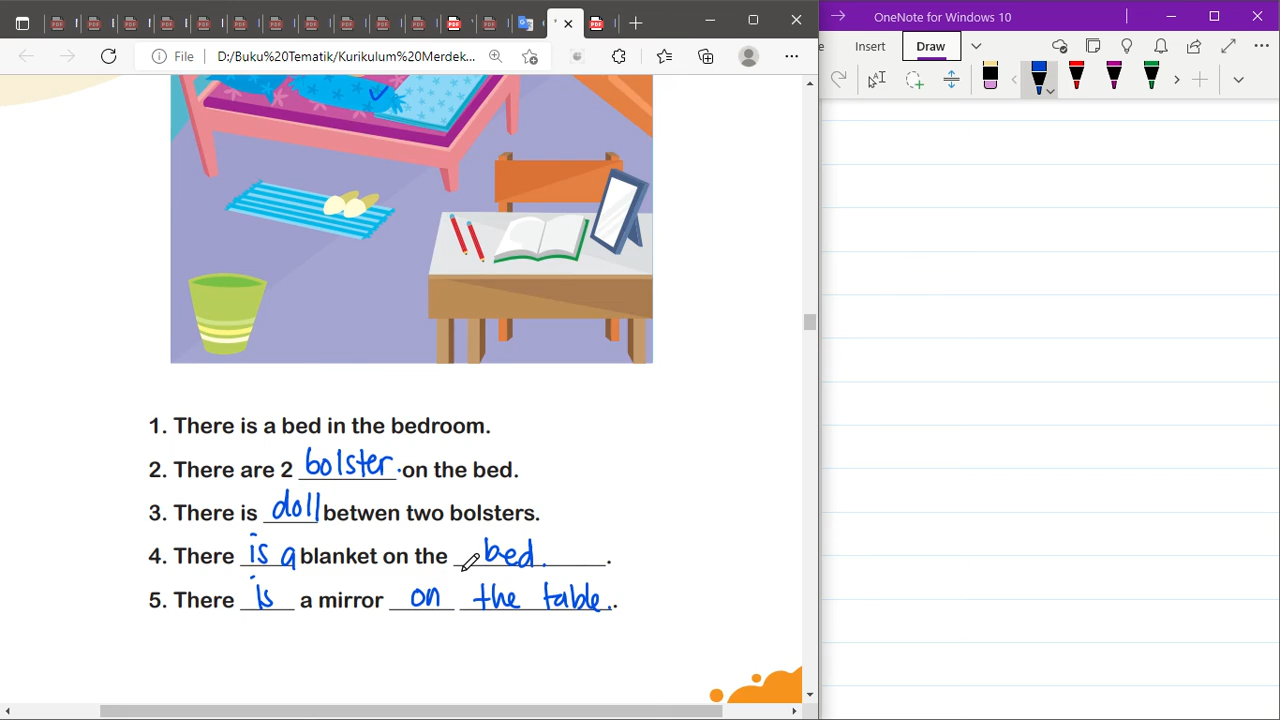 File
D:/Buku%20Tematik/Kurikulum%20Merdek...
OneNote for Windows 10
Insert
Draw
1. There is a bed in the bedroom.
2. There are 2 bolster. on the bed.
3. There is doll betwen two bolsters.
4. There is a blanket on the bed. .
5. There is a mirror on the table. .